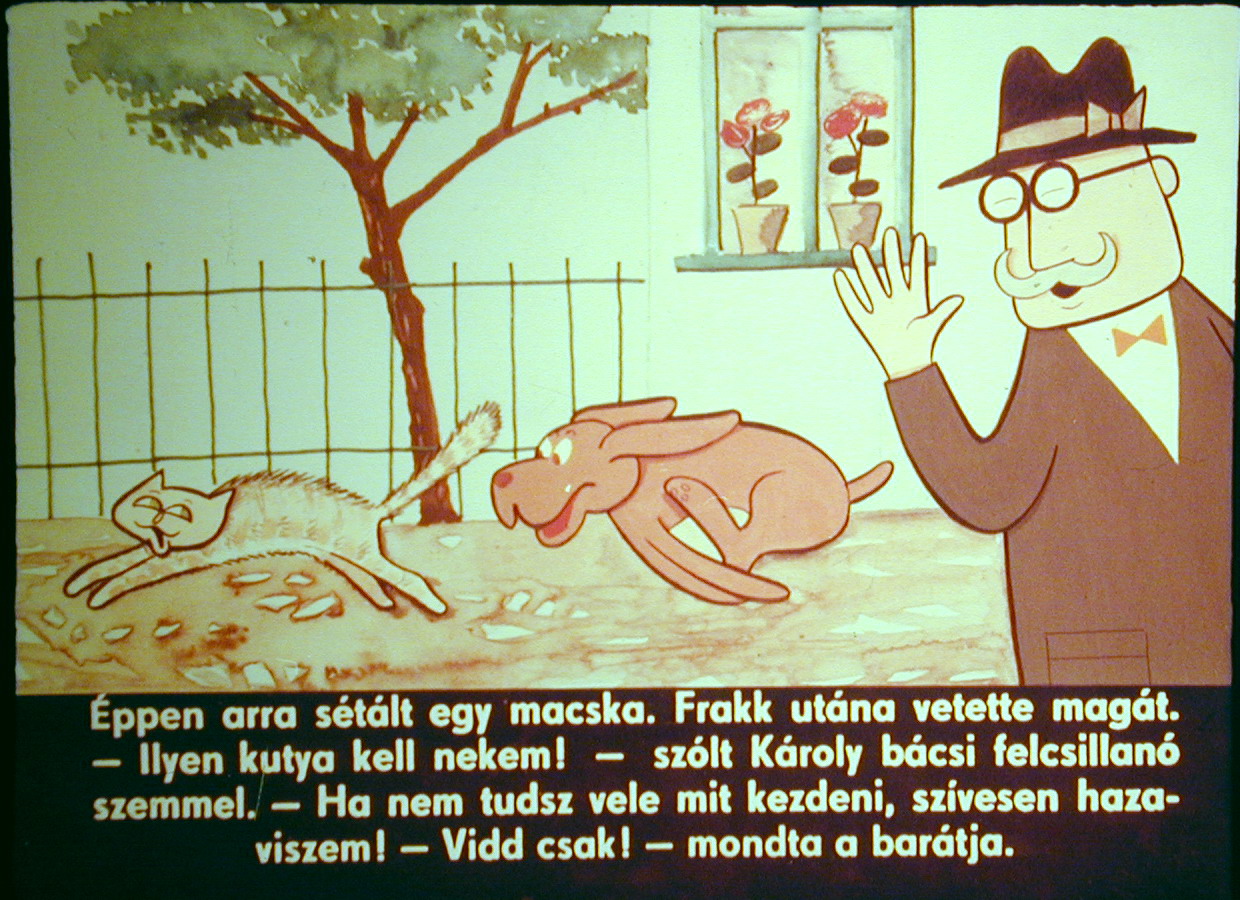 Éppen arra sétált egy macska. Frakk utána vetette magát.
— Ilyen kutya kell nekem! — szólt Károly bácsi felcsillanó
szemmel. — Ha nem tudsz vele mit kezdeni, szívesen haza-
viszem! — Vidd csak! — mondta a barátja.